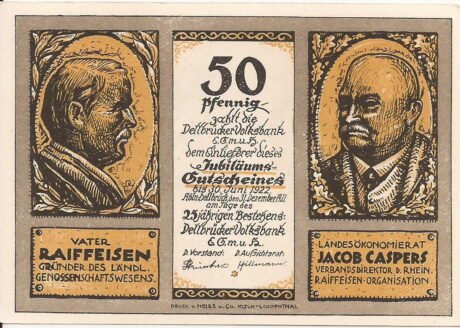 50
Pfennig
zahlt die
Dellbrücker Volksbank
E.G.m.u.H.
dem Einlieferer dieses
Jubiläums-
Gutscheines
bis 30. Juni 1922
Köln-Dellbrück, den 31. Dezember 1921
am Tage des
25jährigen Bestehens:
Dellbrücker Volksbank
E.G.m.u.H.
D. Vorstand: D. Aufsichtsrat:
VATER
RAIFFEISEN
GRÜNDER DES LÄNDL.
GENOSSENSCHAFTSWESENS.
LANDESÖKONOMIERAT
JACOB CASPERS
VERBANDSDIREKTOR D. RHEIN.
RAIFFEISEN-ORGANISATION.
DRUCK v. HEISS u. Co. KÖLN-LINDENTHAL